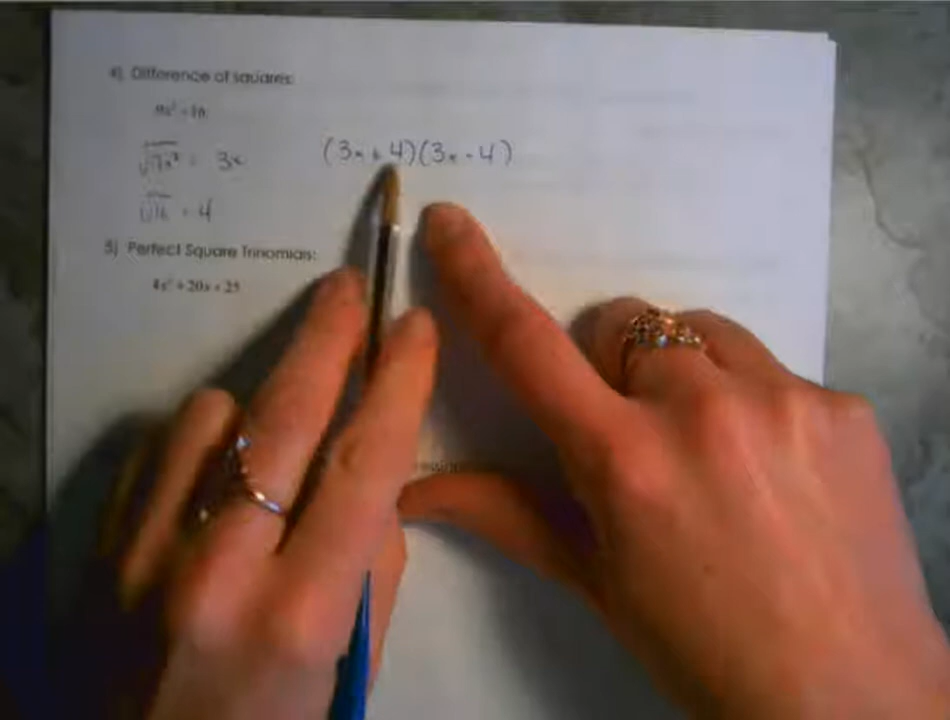 4) Difference of squares:
9x² - 16
√9x² = 3x (3x + 4)(3x - 4)
√16 = 4
5) Perfect Square Trinomials:
4x² + 20x + 25